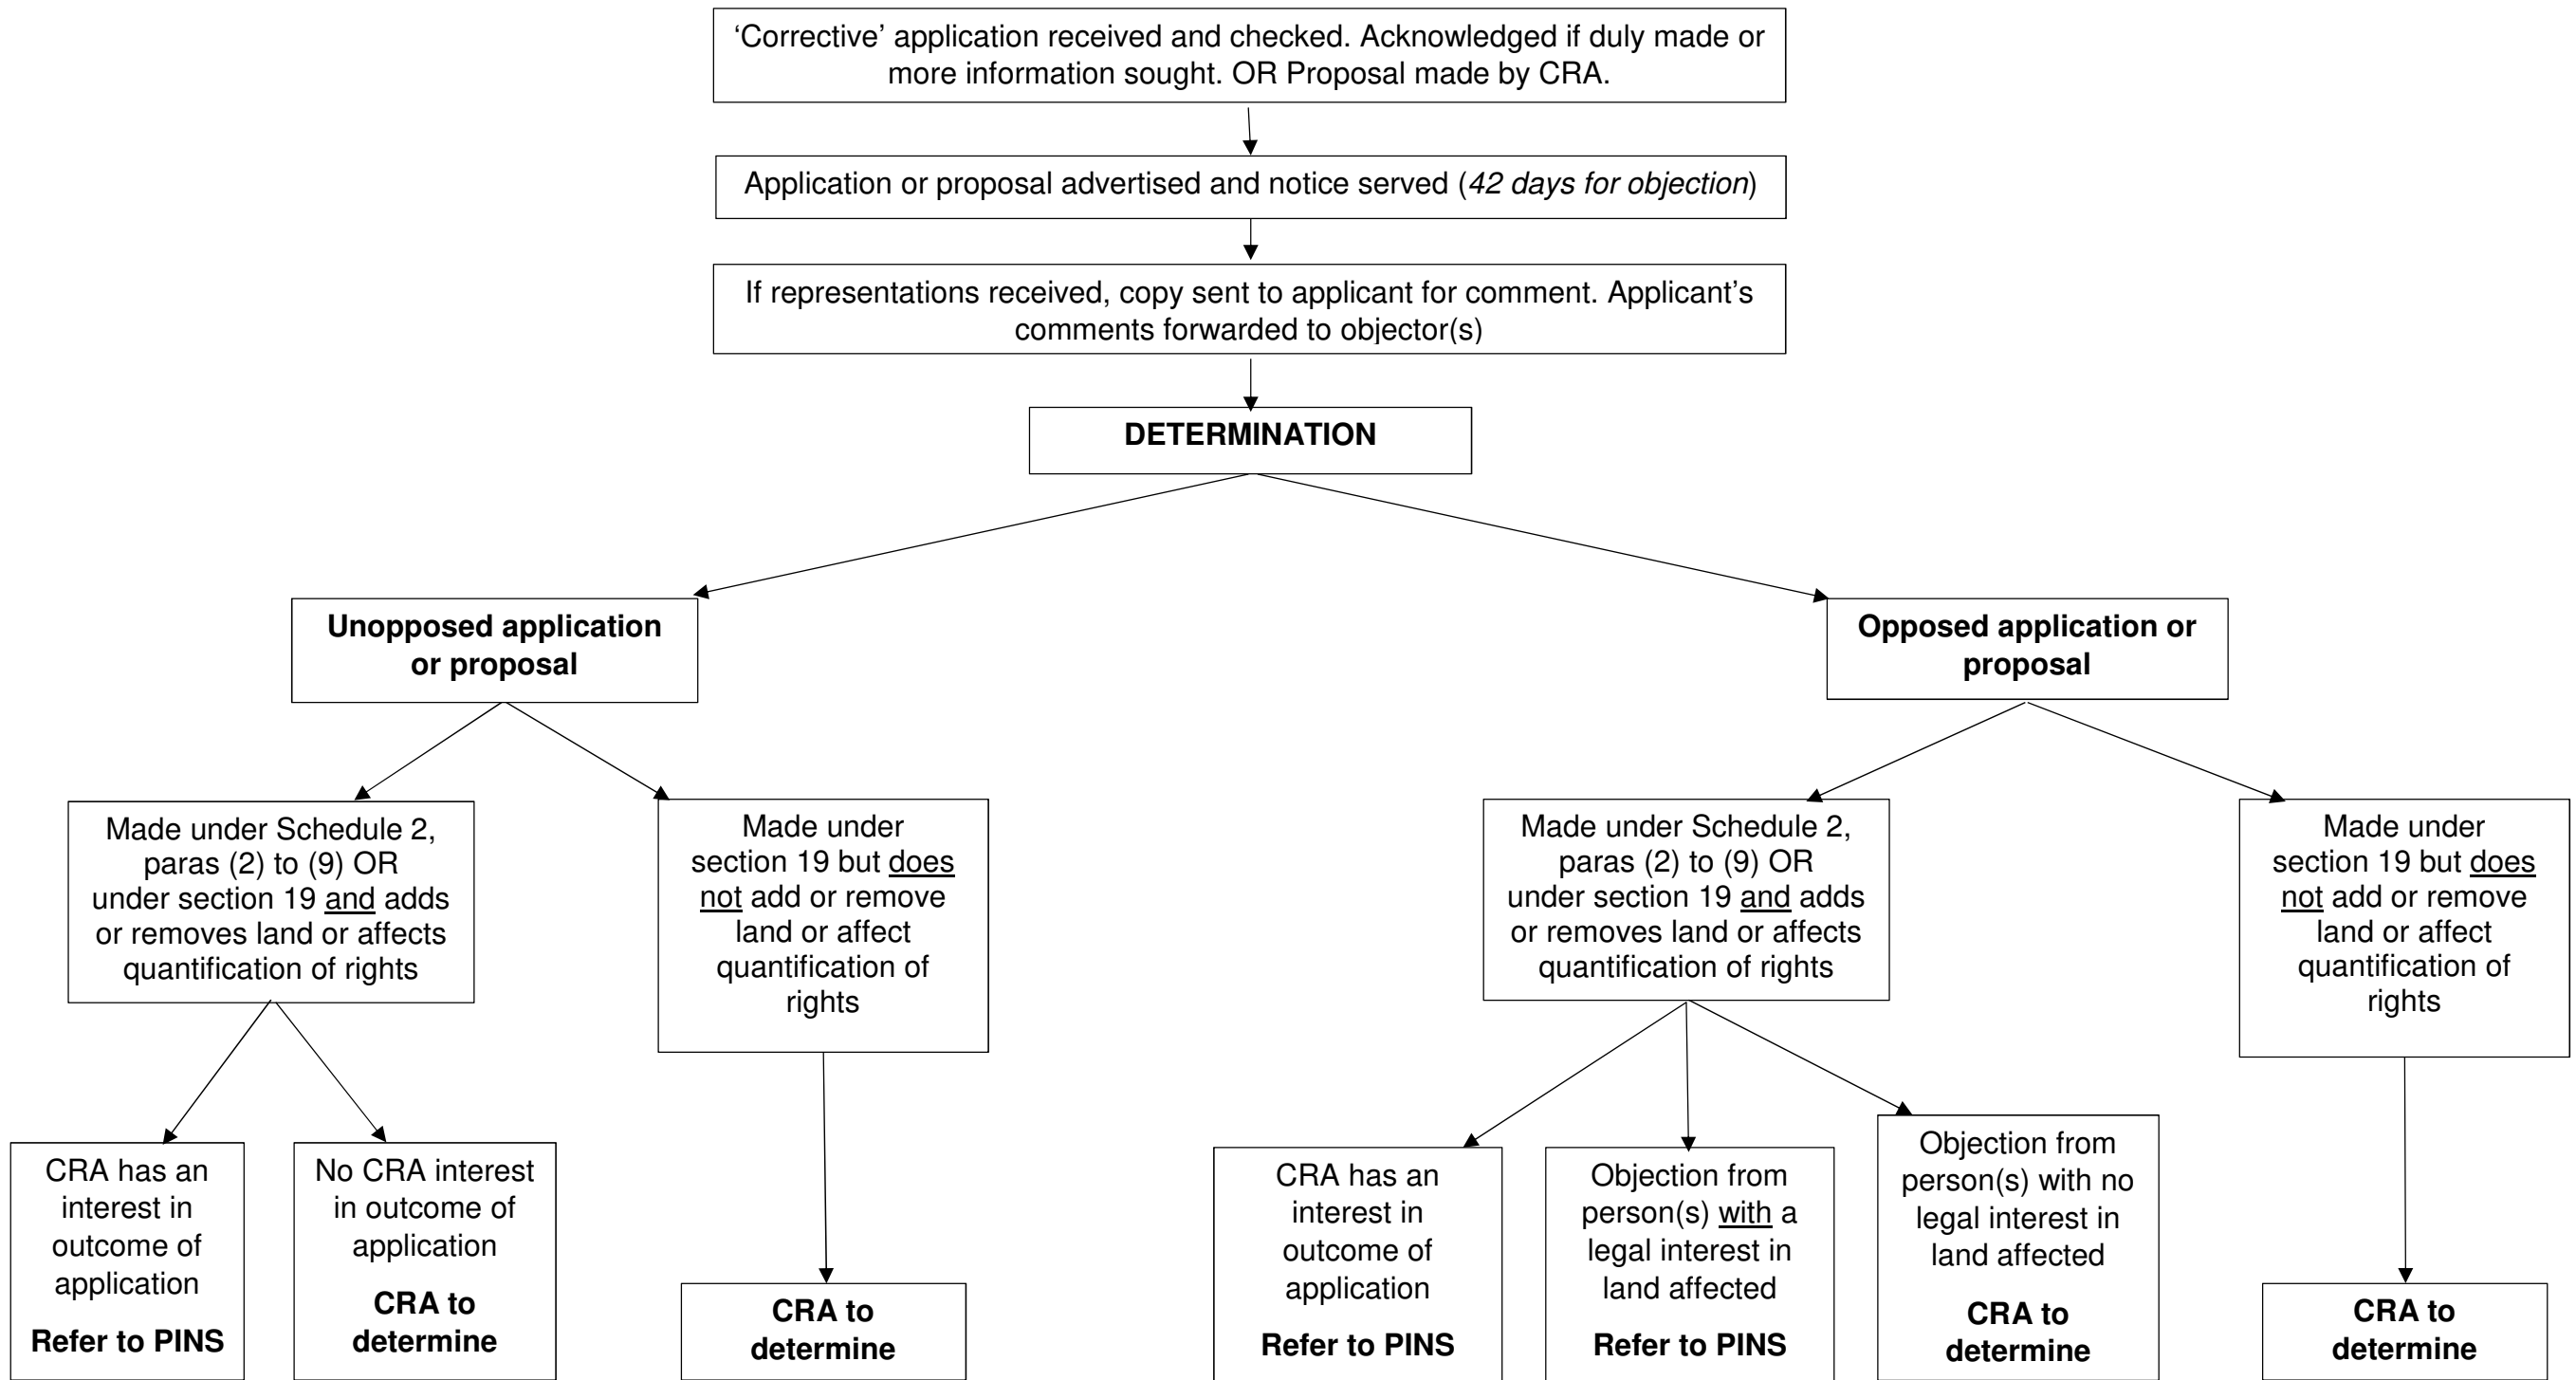 ‘Corrective’ application received and checked. Acknowledged if duly made or
more information sought. OR Proposal made by CRA.
Application or proposal advertised and notice served (42 days for objection)
If representations received, copy sent to applicant for comment. Applicant’s
comments forwarded to objector(s)
DETERMINATION
Unopposed application
or proposal
Opposed application or
proposal
Made under Schedule 2,
paras (2) to (9) OR
under section 19 and adds
or removes land or affects
quantification of rights
Made under
section 19 but does
not add or remove
land or affect
quantification of
rights
Made under Schedule 2,
paras (2) to (9) OR
under section 19 and adds
or removes land or affects
quantification of rights
Made under
section 19 but does
not add or remove
land or affect
quantification of
rights
CRA has an
interest in
outcome of
application
Refer to PINS
No CRA interest
in outcome of
application
CRA to
determine
CRA to
determine
CRA has an
interest in
outcome of
application
Refer to PINS
Objection from
person(s) with a
legal interest in
land affected
Refer to PINS
Objection from
person(s) with no
legal interest in
land affected
CRA to
determine
CRA to
determine